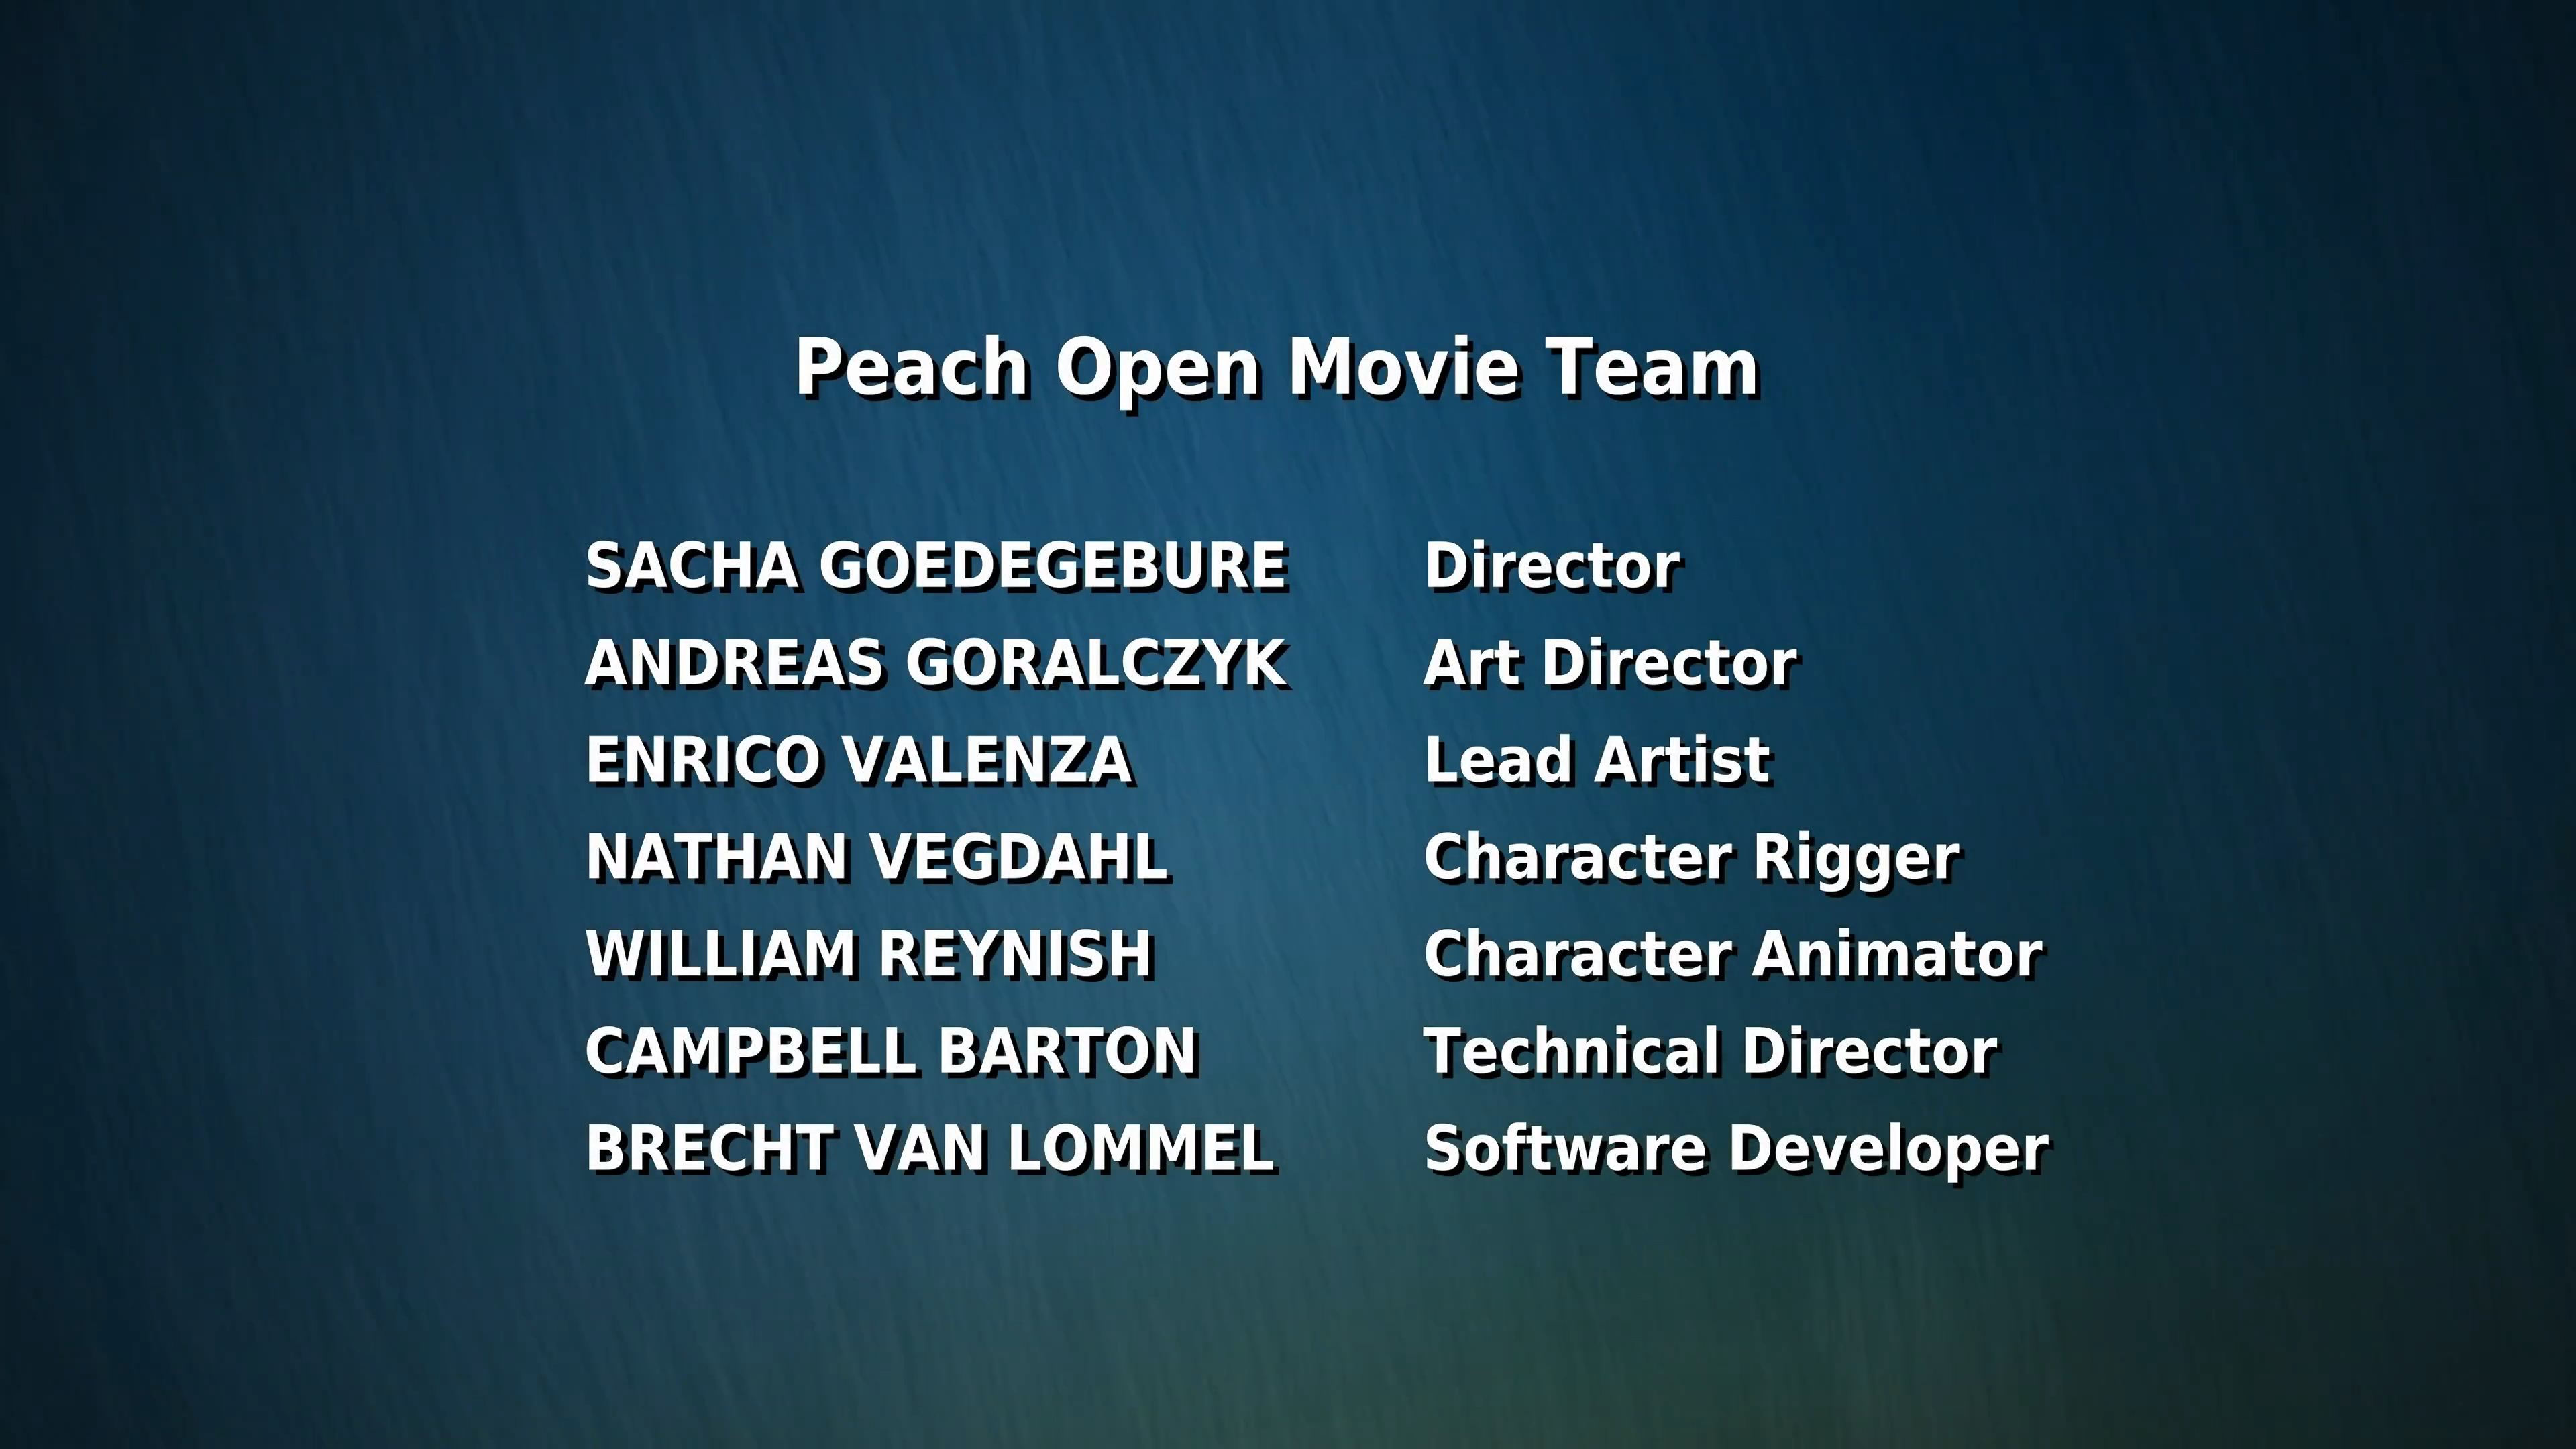 Peach Open Movie Team
SACHA GOEDEGEBURE Director
ANDREAS GORALCZYK Art Director
ENRICO VALENZA Lead Artist
NATHAN VEGDAHL Character Rigger
WILLIAM REYNISH Character Animator
CAMPBELL BARTON Technical Director
BRECHT VAN LOMMEL Software Developer